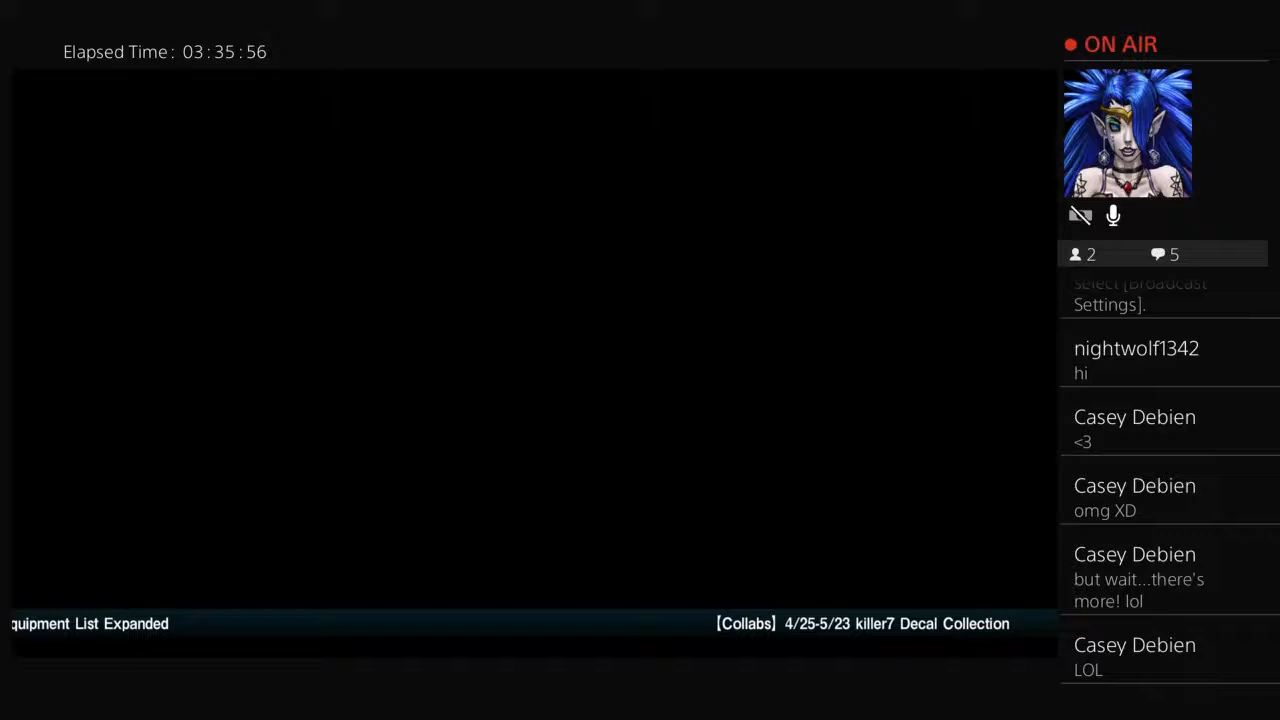 Elapsed Time: 03:35:56
ON AIR
2 5
select [Broadcast
Settings].
nightwolf1342
hi
Casey Debien
<3
Casey Debien
omg XD
Casey Debien
but wait...there's
more! lol
Casey Debien
LOL
quipment List Expanded
【Collabs】 4/25-5/23 killer7 Decal Collection